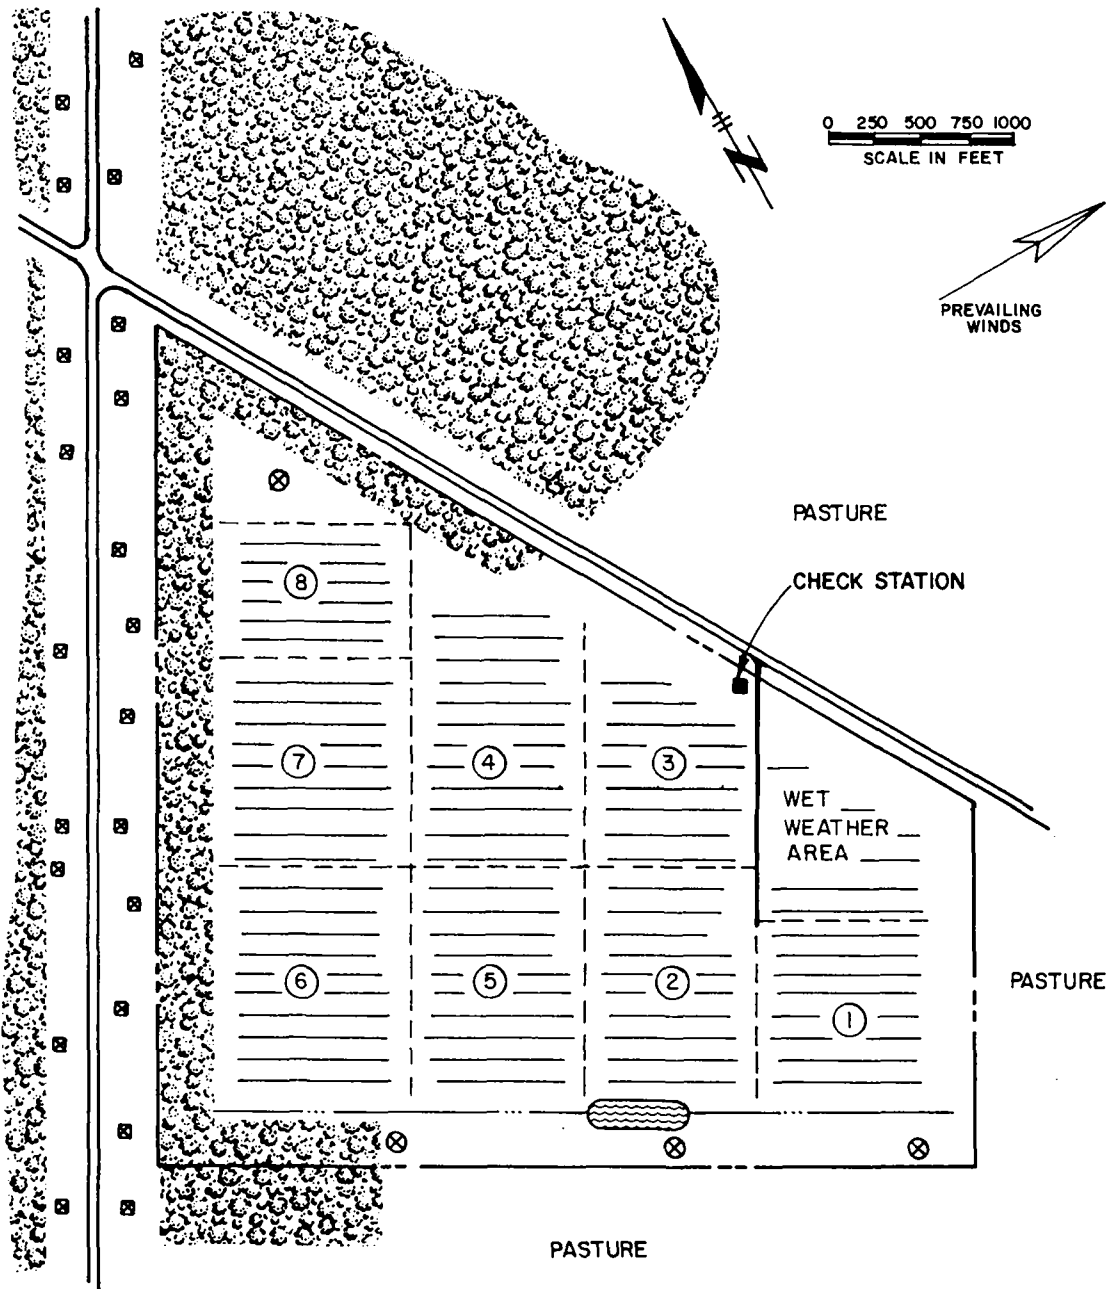 N
0 250 500 750 1000
SCALE IN FEET
PREVAILING
WINDS
PASTURE
CHECK STATION
8
7
4
3
WET
WEATHER
AREA
6
5
2
1
PASTURE
PASTURE